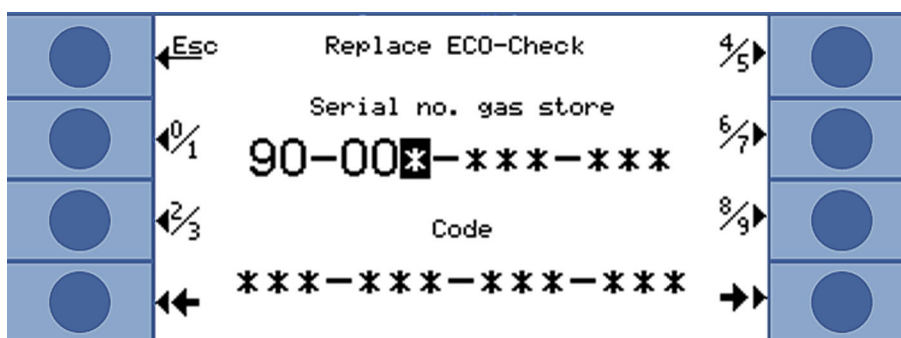 Esc Replace ECO-Check 4/5
Serial no. gas store
0/1 6/7
90-00*-***-***
2/3 8/9
Code
***-***-***-***